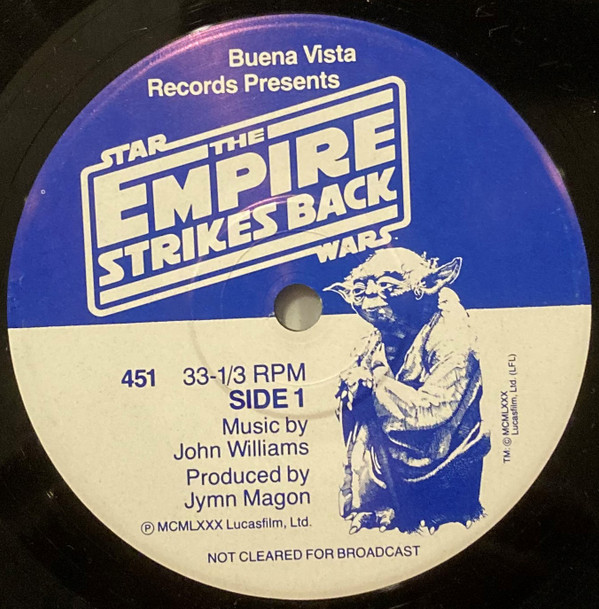 Buena Vista
Records Presents
STAR
THE
EMPIRE
STRIKES BACK
WARS
451 33-1/3 RPM
SIDE 1
Music by
John Williams
Produced by
Jymn Magon
℗ MCMLXXX Lucasfilm, Ltd.
TM: © MCMLXXX
Lucasfilm, Ltd. (LFL)
NOT CLEARED FOR BROADCAST